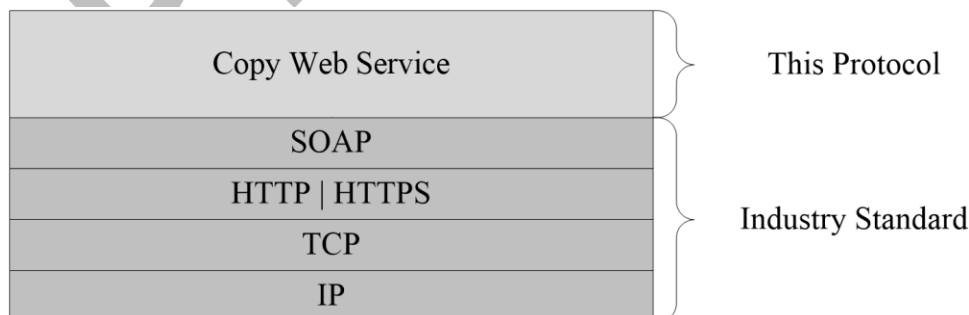 Copy Web Service
This Protocol
SOAP
HTTP | HTTPS
TCP
IP
Industry Standard